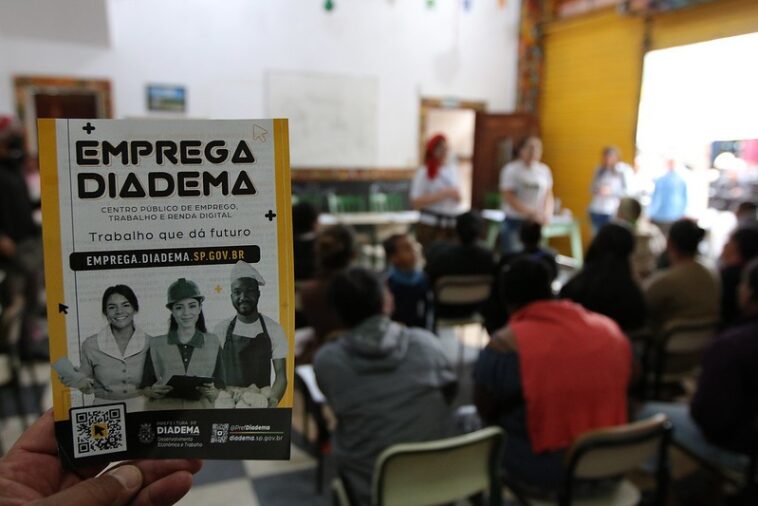 EMPREGA
DIADEMA
CENTRO PÚBLICO DE EMPREGO,
TRABALHO E RENDA DIGITAL
Trabalho que dá futuro
EMPREGA.DIADEMA.SP.GOV.BR
PREFEITURA DE
DIADEMA
Desenvolvimento
Econômico e Trabalho
@PrefDiadema
diadema.sp.gov.br